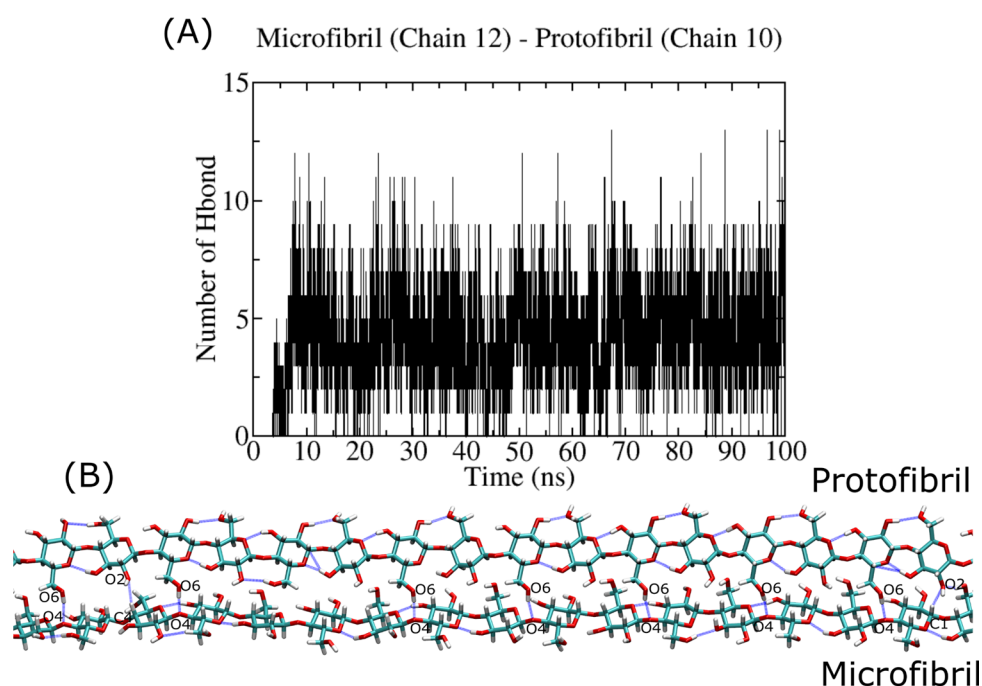 (A)
Microfibril (Chain 12) - Protofibril (Chain 10)
15
10
5
0
Number of Hbond
0 10 20 30 40 50 60 70 80 90 100
Time (ns)
(B)
Protofibril
O2 O6 O6 O6 O6 O6 O6 O2
O6
O4 O4 O4 O4 O4 O4 O4 C1
Microfibril